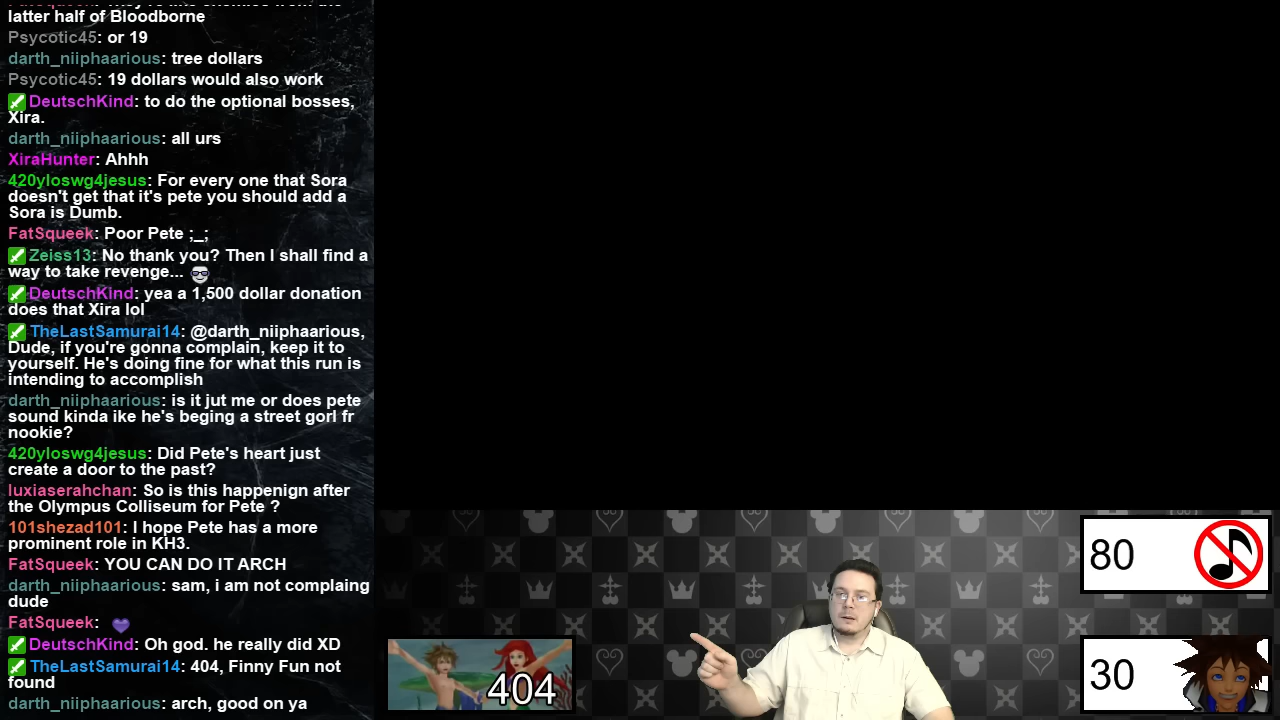 latter half of Bloodborne
Psycotic45: or 19
darth_niiphaarious: tree dollars
Psycotic45: 19 dollars would also work
DeutschKind: to do the optional bosses,
Xira.
darth_niiphaarious: all urs
XiraHunter: Ahhh
420yloswg4jesus: For every one that Sora
doesn't get that it's pete you should add a
Sora is Dumb.
FatSqueek: Poor Pete ;_;
Zeiss13: No thank you? Then I shall find a
way to take revenge...
DeutschKind: yea a 1,500 dollar donation
does that Xira lol
TheLastSamurai14: @darth_niiphaarious,
Dude, if you're gonna complain, keep it to
yourself. He's doing fine for what this run is
intending to accomplish
darth_niiphaarious: is it jut me or does pete
sound kinda ike he's beging a street gorl fr
nookie?
420yloswg4jesus: Did Pete's heart just
create a door to the past?
luxiaserahchan: So is this happenign after
the Olympus Colliseum for Pete ?
101shezad101: I hope Pete has a more
prominent role in KH3.
FatSqueek: YOU CAN DO IT ARCH
darth_niiphaarious: sam, i am not complaing
dude
FatSqueek:
DeutschKind: Oh god. he really did XD
TheLastSamurai14: 404, Finny Fun not
found
darth_niiphaarious: arch, good on ya
404
80
30